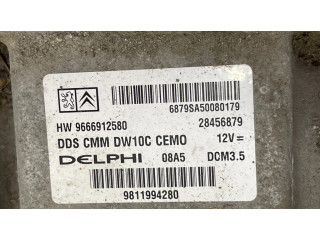 6879SA50080179
HW 9666912580 28456879
DDS CMM DW10C CEMO 12V=
DELPHI 08A5 DCM3.5
9811994280